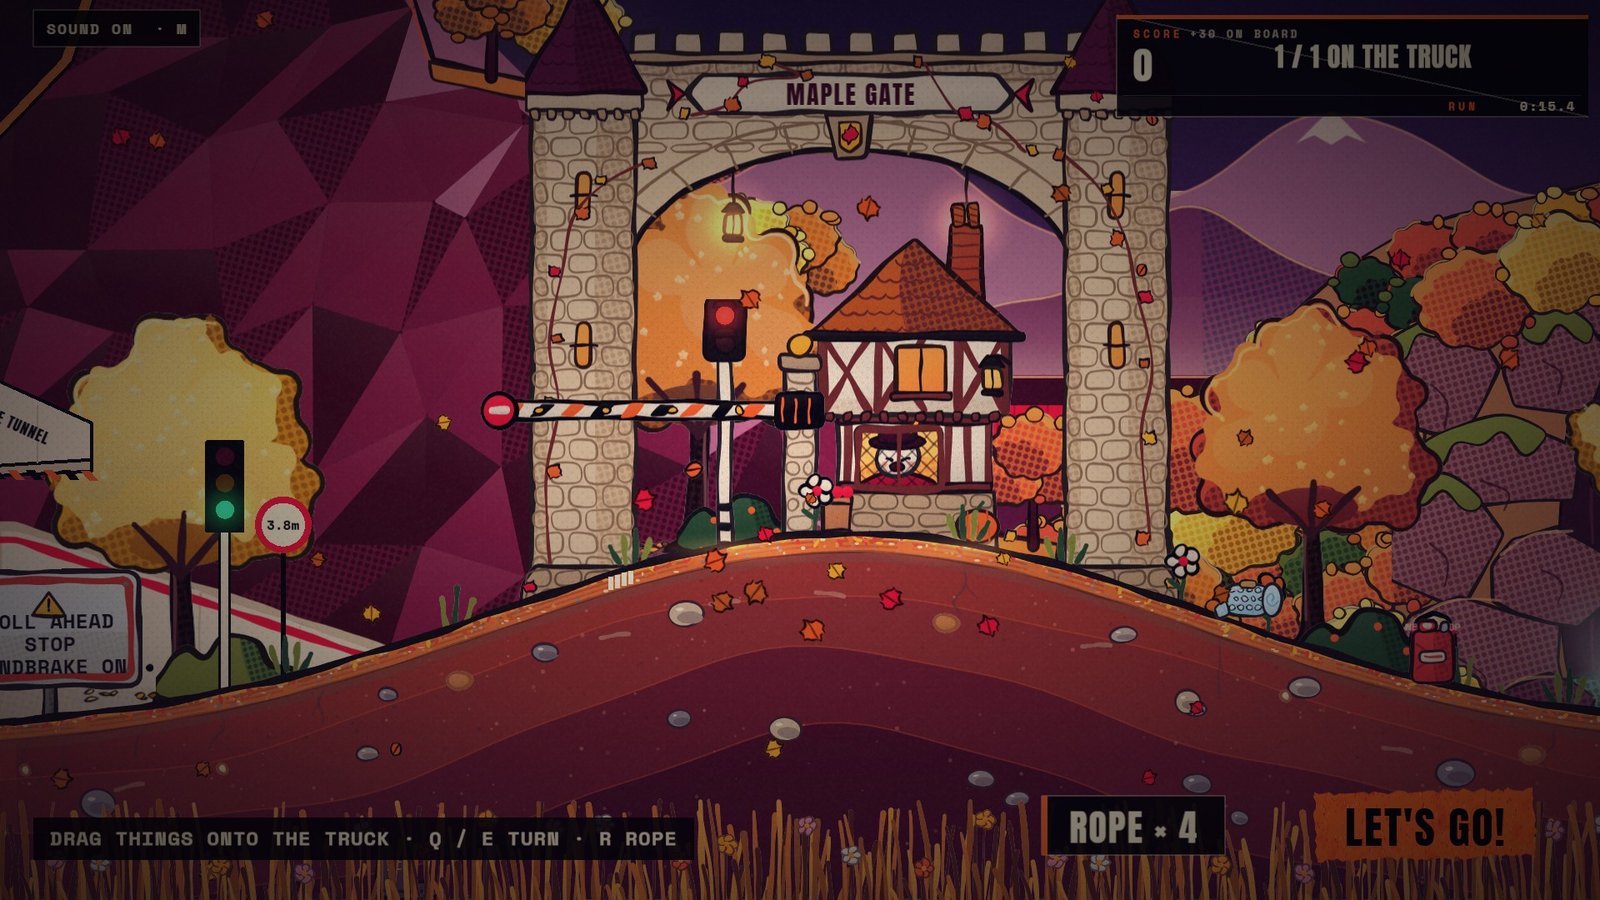 SOUND ON · M
SCORE +30 ON BOARD
0
1 / 1 ON THE TRUCK
RUN 0:15.4
MAPLE GATE
TUNNEL
3.8m
AHEAD
STOP
ON
DRAG THINGS ONTO THE TRUCK · Q / E TURN · R ROPE
ROPE × 4
LET'S GO!